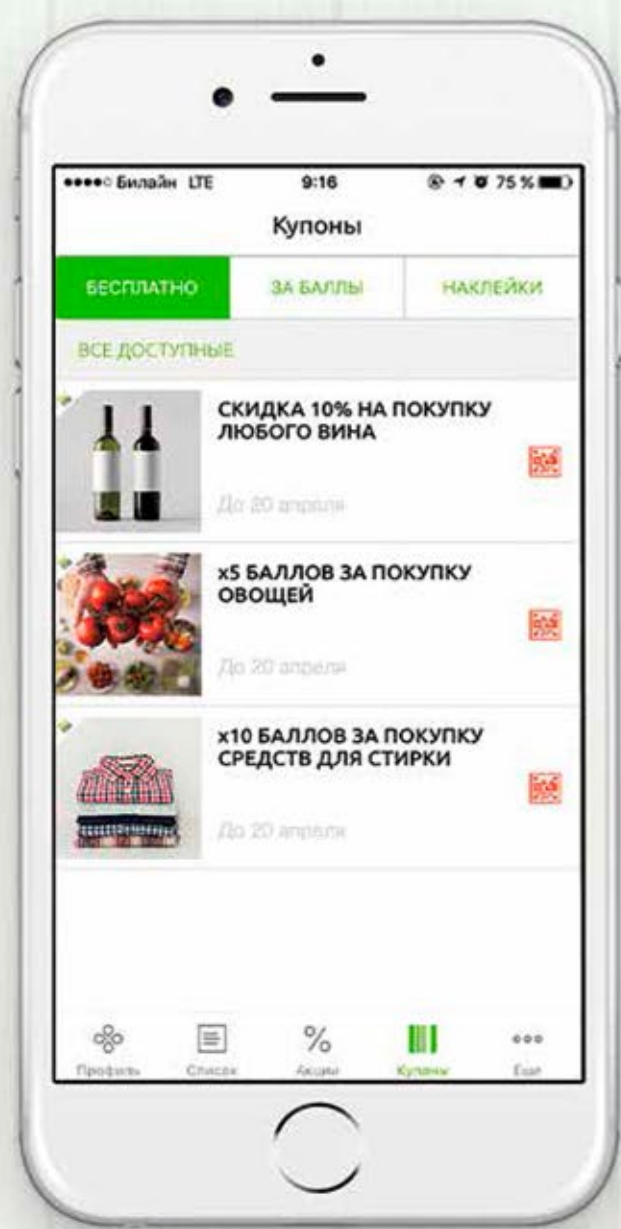 Билайн LTE 9:16 75 %
Купоны
БЕСПЛАТНО ЗА БАЛЛЫ НАКЛЕЙКИ
ВСЕ ДОСТУПНЫЕ
СКИДКА 10% НА ПОКУПКУ
ЛЮБОГО ВИНА
До 20 апреля
x5 БАЛЛОВ ЗА ПОКУПКУ
ОВОЩЕЙ
До 20 апреля
x10 БАЛЛОВ ЗА ПОКУПКУ
СРЕДСТВ ДЛЯ СТИРКИ
До 20 апреля
Профиль Список Акции Купоны Ещё